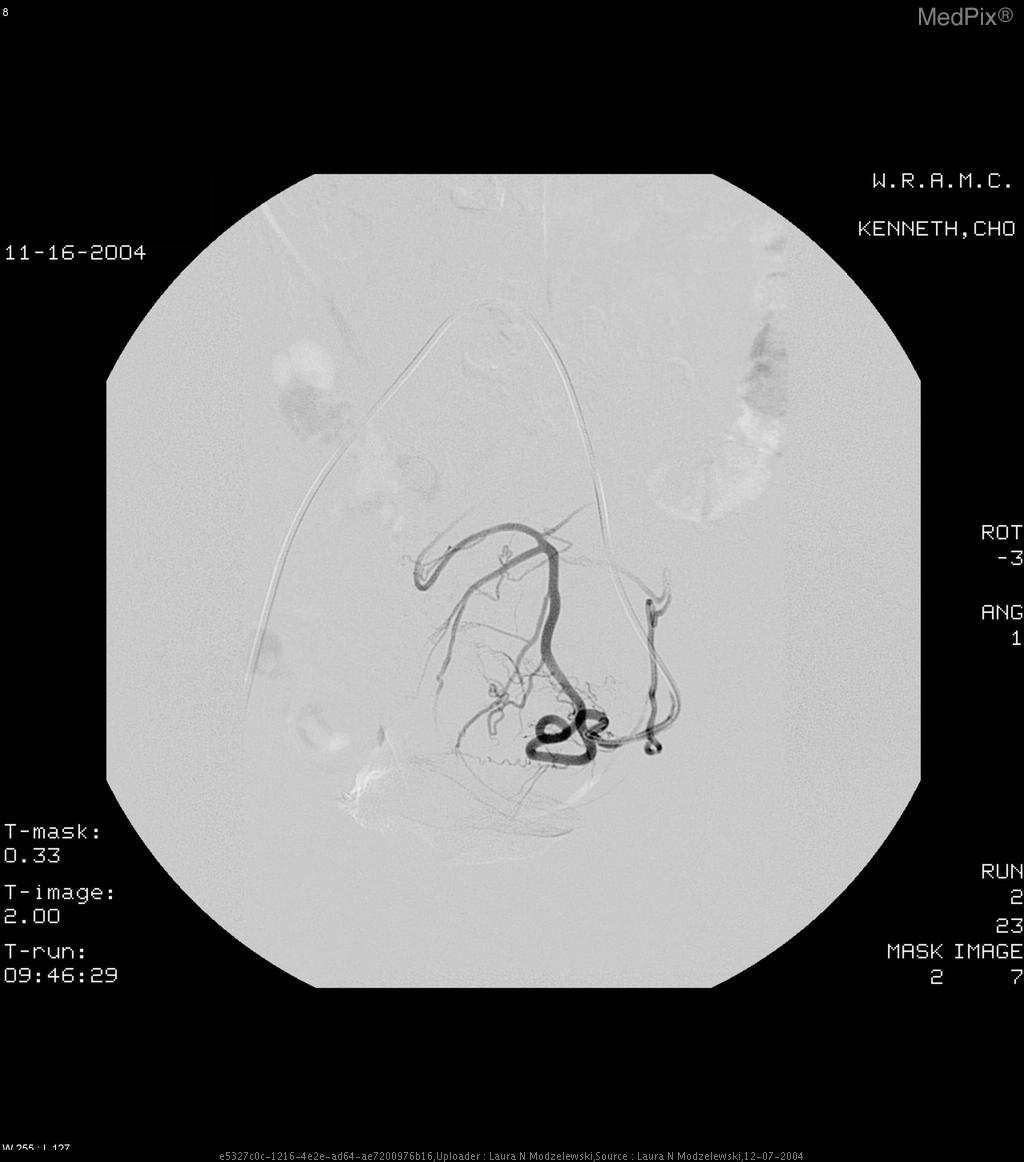 8
MedPix®
W.R.A.M.C.
KENNETH,CHO
11-16-2004
ROT
-3
ANG
1
T-mask:
0.33
T-image:
2.00
T-run:
09:46:29
RUN
2
23
MASK IMAGE
2 7
W 255 : L 127
e5327c0c-1216-4e2e-ad64-ae7200976b16,Uploader : Laura N Modzelewski,Source : Laura N Modzelewski,12-07-2004